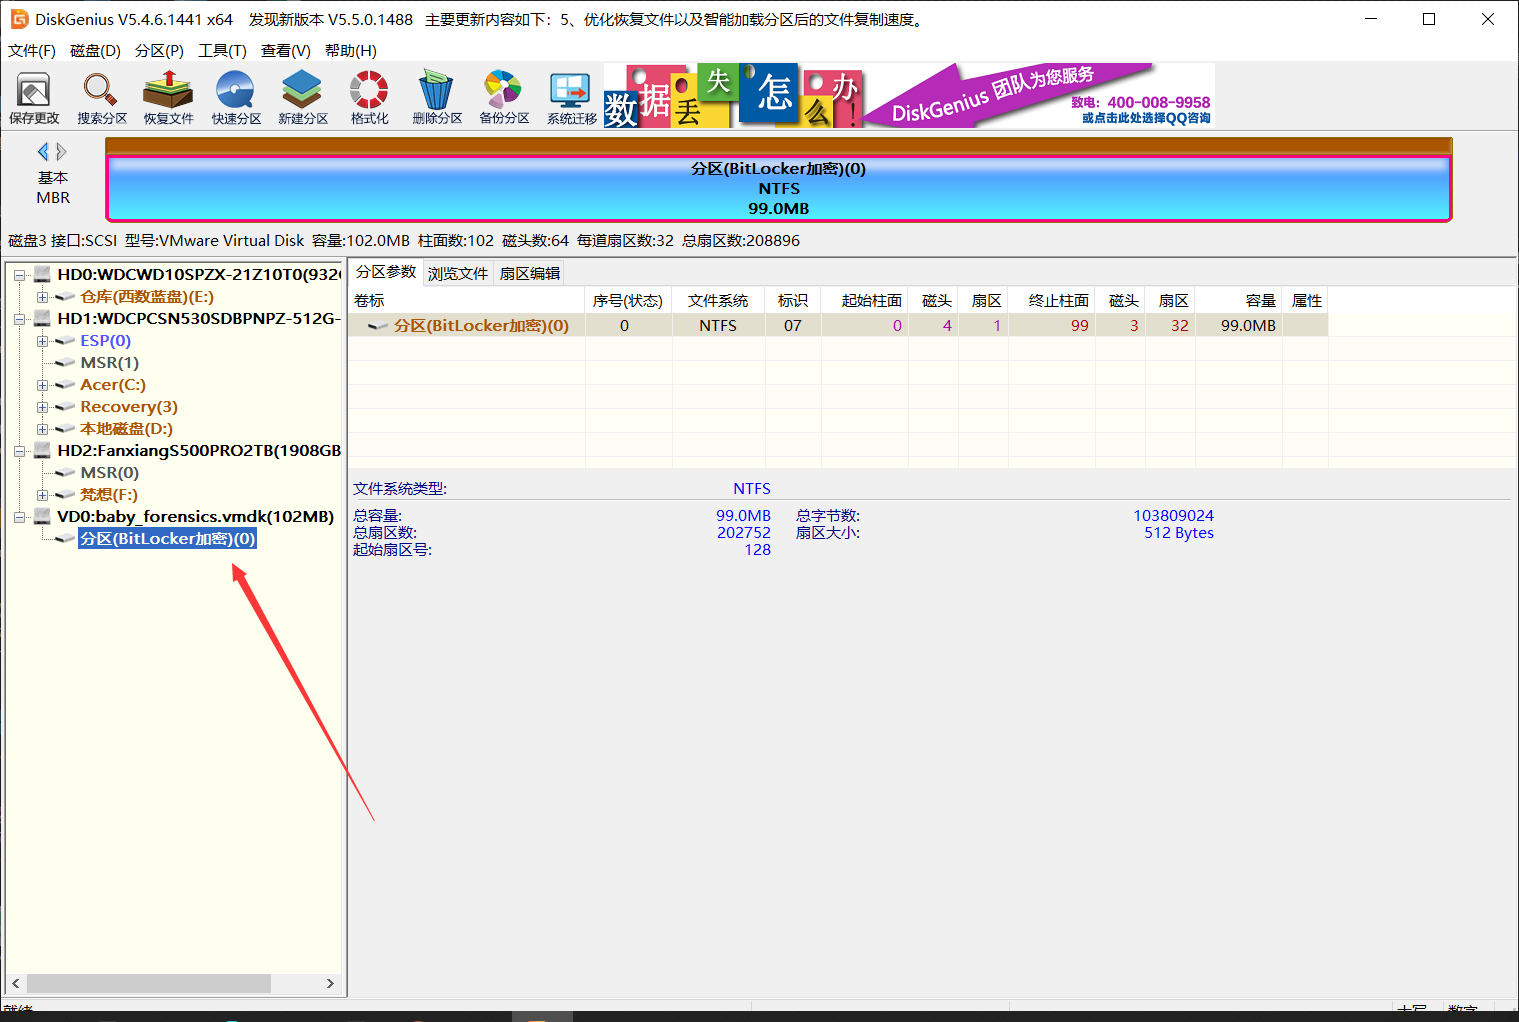 DiskGenius V5.4.6.1441 x64 发现新版本 V5.5.0.1488 主要更新内容如下：5、优化恢复文件以及智能加载分区后的文件复制速度。
文件(F) 磁盘(D) 分区(P) 工具(T) 查看(V) 帮助(H)
保存更改 搜索分区 恢复文件 快速分区 新建分区 格式化 删除分区 备份分区 系统迁移
数据丢失怎么办!
DiskGenius 团队为您服务
致电：400-008-9958
或点击此处选择QQ咨询
基本
MBR
分区(BitLocker加密)(0)
NTFS
99.0MB
磁盘3 接口:SCSI 型号:VMware Virtual Disk 容量:102.0MB 柱面数:102 磁头数:64 每道扇区数:32 总扇区数:208896
HD0:WDCWD10SPZX-21Z10T0(932
仓库(西数蓝盘)(E:)
HD1:WDCPCSN530SDBPNPZ-512G-
ESP(0)
MSR(1)
Acer(C:)
Recovery(3)
本地磁盘(D:)
HD2:FanxiangS500PRO2TB(1908GB
MSR(0)
梵想(F:)
VD0:baby_forensics.vmdk(102MB)
分区(BitLocker加密)(0)
分区参数 浏览文件 扇区编辑
卷标 序号(状态) 文件系统 标识 起始柱面 磁头 扇区 终止柱面 磁头 扇区 容量 属性
分区(BitLocker加密)(0) 0 NTFS 07 0 4 1 99 3 32 99.0MB
文件系统类型: NTFS
总容量: 99.0MB 总字节数: 103809024
总扇区数: 202752 扇区大小: 512 Bytes
起始扇区号: 128
就绪 大写 数字